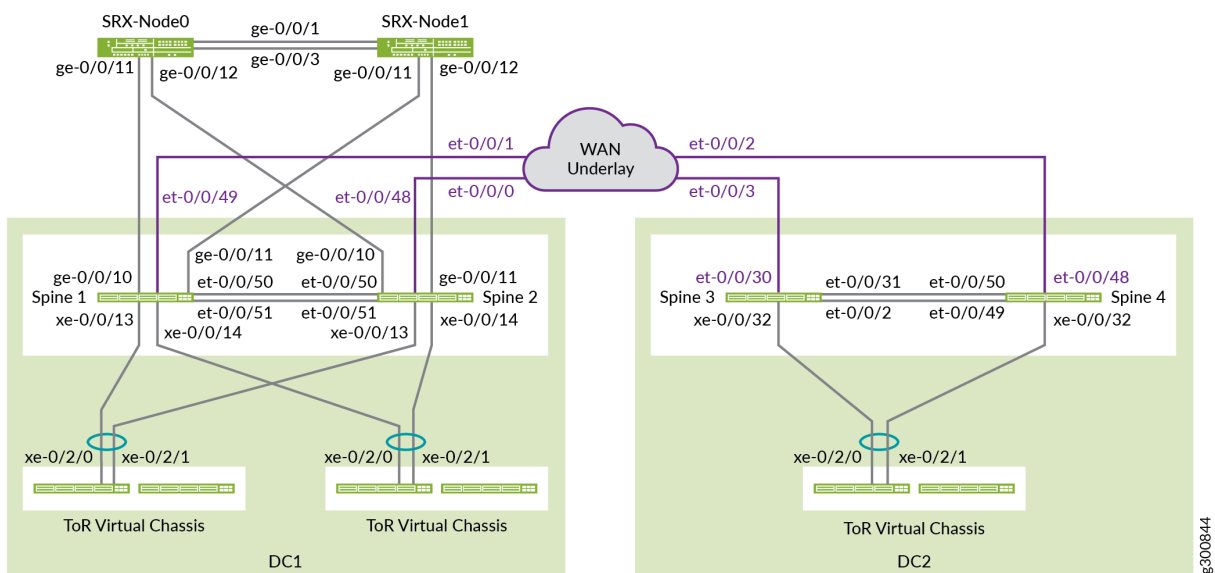 SRX-Node0
SRX-Node1
ge-0/0/1
ge-0/0/3
ge-0/0/11
ge-0/0/12
ge-0/0/11
ge-0/0/12
et-0/0/1
WAN
Underlay
et-0/0/2
et-0/0/49
et-0/0/48
et-0/0/0
et-0/0/3
ge-0/0/11
ge-0/0/10
ge-0/0/10
et-0/0/50
et-0/0/50
ge-0/0/11
Spine 1
Spine 2
et-0/0/51
et-0/0/51
xe-0/0/13
xe-0/0/14
xe-0/0/13
xe-0/0/14
et-0/0/30
et-0/0/31
et-0/0/50
et-0/0/48
Spine 3
Spine 4
et-0/0/2
et-0/0/49
xe-0/0/32
xe-0/0/32
xe-0/2/0
xe-0/2/1
xe-0/2/0
xe-0/2/1
xe-0/2/0
xe-0/2/1
ToR Virtual Chassis
ToR Virtual Chassis
ToR Virtual Chassis
DC1
DC2
g300844